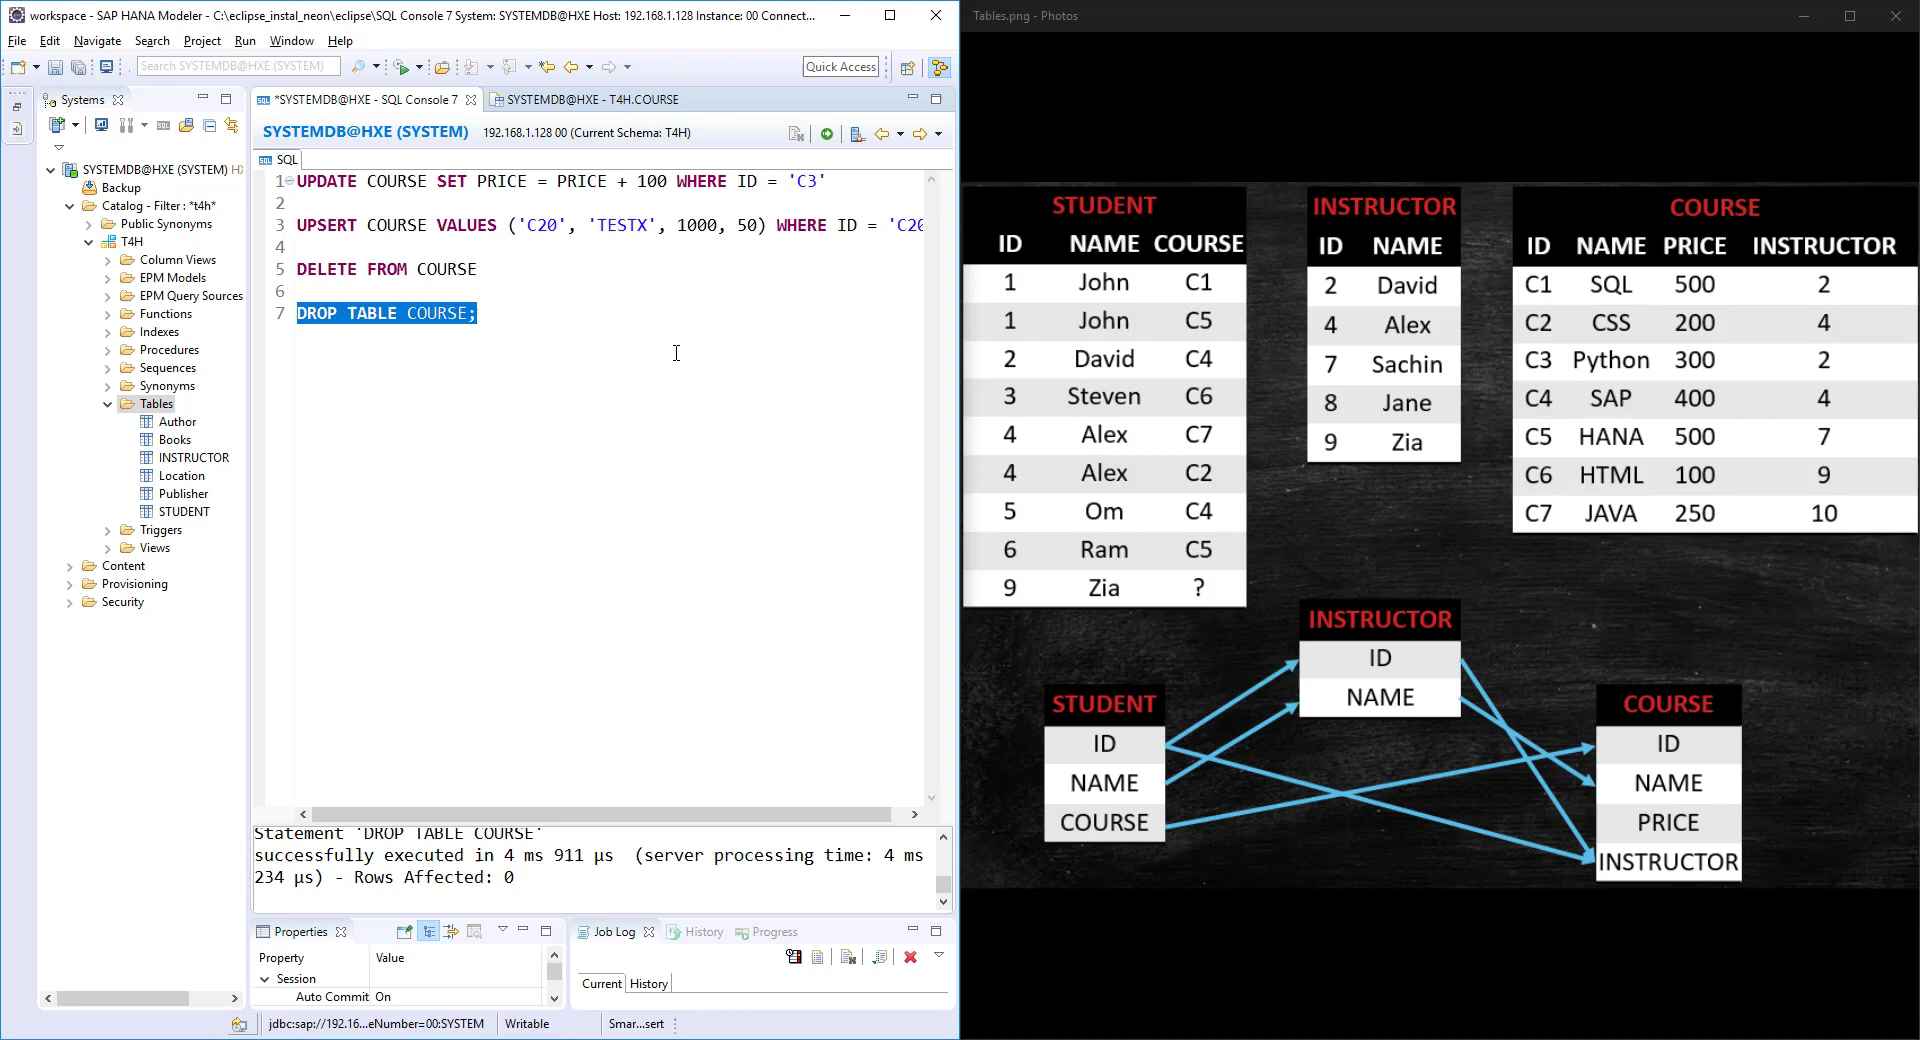 workspace - SAP HANA Modeler - C:\eclipse_instal_neon\eclipse\SQL Console 7 System: SYSTEMDB@HXE Host: 192.168.1.128 Instance: 00 Connect...
File Edit Navigate Search Project Run Window Help
Search SYSTEMDB@HXE (SYSTEM)
Quick Access
Systems
SYSTEMDB@HXE (SYSTEM)
Backup
Catalog - Filter : *t4h*
Public Synonyms
T4H
Column Views
EPM Models
EPM Query Sources
Functions
Indexes
Procedures
Sequences
Synonyms
Tables
Author
Books
INSTRUCTOR
Location
Publisher
STUDENT
Triggers
Views
Content
Provisioning
Security
*SYSTEMDB@HXE - SQL Console 7
SYSTEMDB@HXE - T4H.COURSE
SYSTEMDB@HXE (SYSTEM) 192.168.1.128 00 (Current Schema: T4H)
SQL
1 UPDATE COURSE SET PRICE = PRICE + 100 WHERE ID = 'C3'
2
3 UPSERT COURSE VALUES ('C20', 'TESTX', 1000, 50) WHERE ID = 'C20
4
5 DELETE FROM COURSE
6
7 DROP TABLE COURSE;
Statement 'DROP TABLE COURSE'
successfully executed in 4 ms 911 µs (server processing time: 4 ms
234 µs) - Rows Affected: 0
Properties
Property Value
Session
Auto Commit On
Job Log History Progress
Current History
jdbc:sap://192.16...eNumber=00:SYSTEM Writable Smar...sert
Tables.png - Photos
STUDENT
ID NAME COURSE
1 John C1
1 John C5
2 David C4
3 Steven C6
4 Alex C7
4 Alex C2
5 Om C4
6 Ram C5
9 Zia ?
INSTRUCTOR
ID NAME
2 David
4 Alex
7 Sachin
8 Jane
9 Zia
COURSE
ID NAME PRICE INSTRUCTOR
C1 SQL 500 2
C2 CSS 200 4
C3 Python 300 2
C4 SAP 400 4
C5 HANA 500 7
C6 HTML 100 9
C7 JAVA 250 10
STUDENT
ID
NAME
COURSE
INSTRUCTOR
ID
NAME
COURSE
ID
NAME
PRICE
INSTRUCTOR